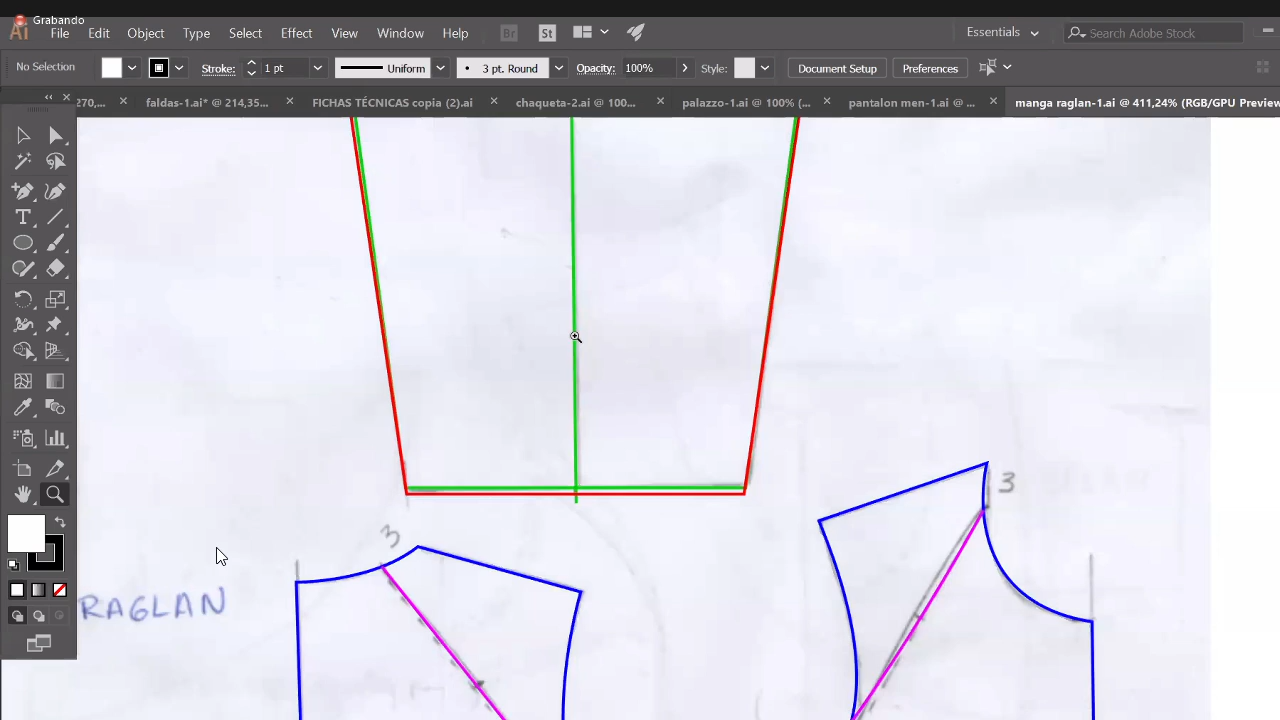 Grabando
Ai File Edit Object Type Select Effect View Window Help Br St Essentials Search Adobe Stock
No Selection Stroke: 1 pt Uniform 3 pt. Round Opacity: 100% Style: Document Setup Preferences
270,... faldas-1.ai* @ 214,35... FICHAS TÉCNICAS copia (2).ai chaqueta-2.ai @ 100... palazzo-1.ai @ 100% (... pantalon men-1.ai @ ... manga raglan-1.ai @ 411,24% (RGB/GPU Preview
3
3
RAGLAN